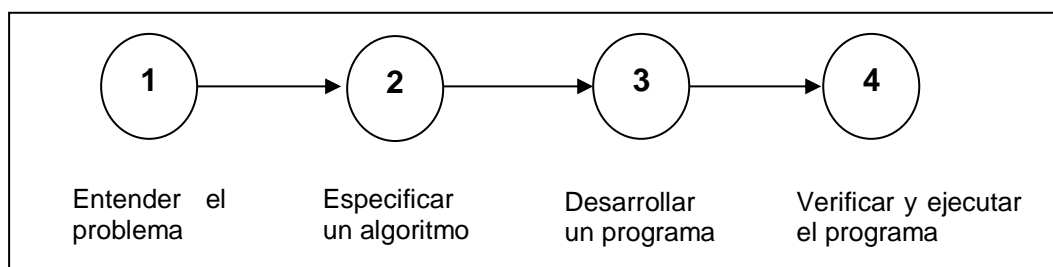 1
2
3
4
Entender el
problema
Especificar
un algoritmo
Desarrollar
un programa
Verificar y ejecutar
el programa